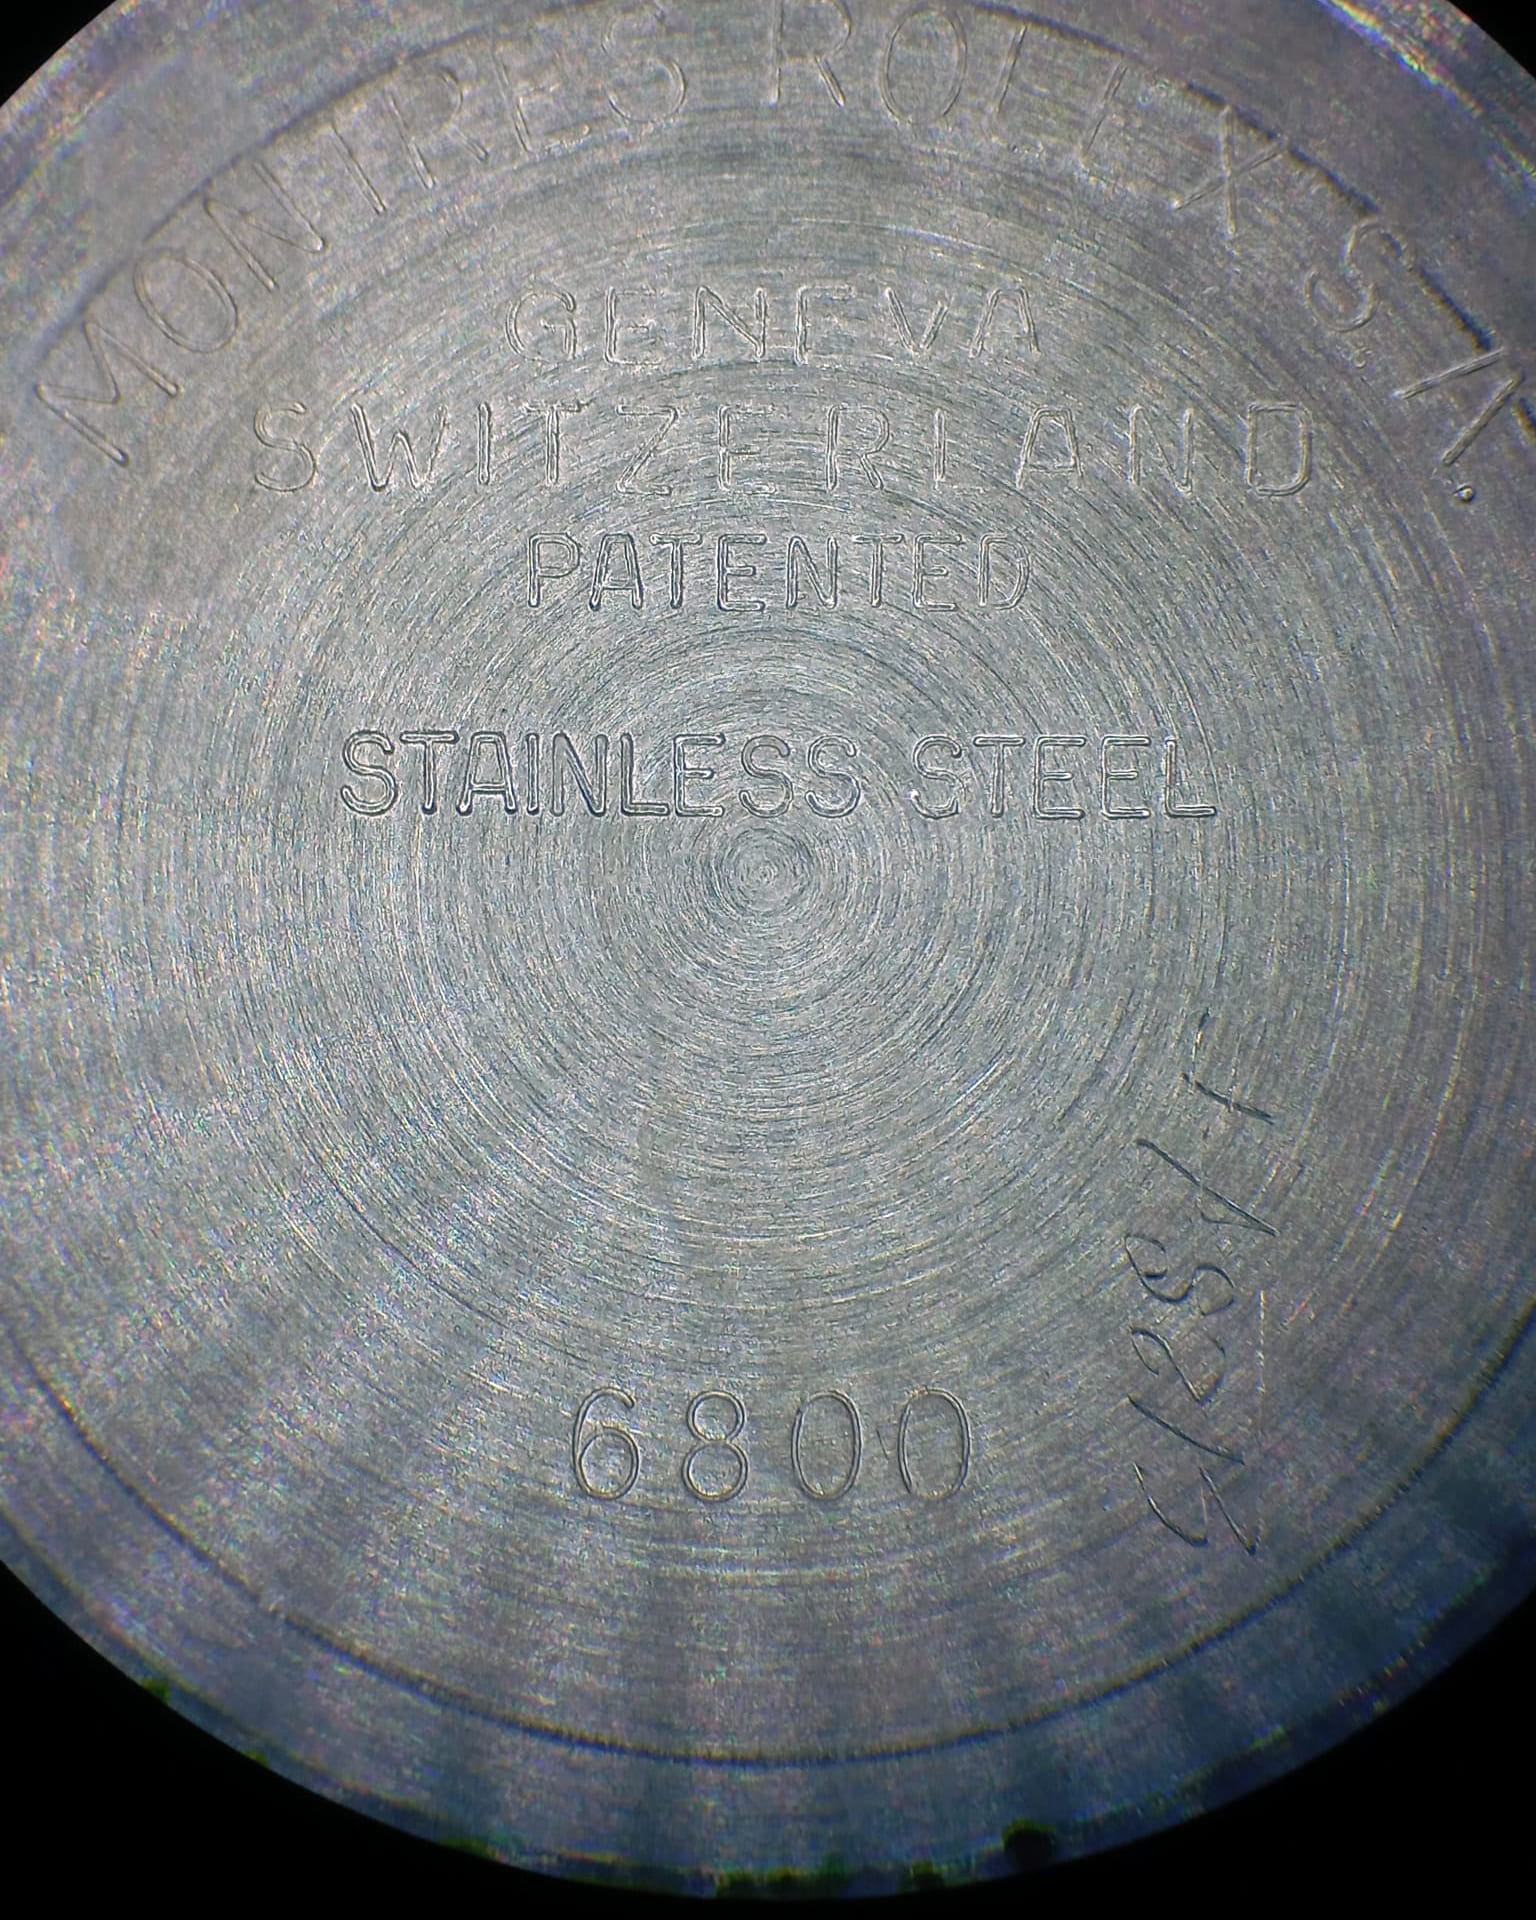 MONTRES ROLEX S.A.
GENEVA
SWITZERLAND
PATENTED
STAINLESS STEEL
6800